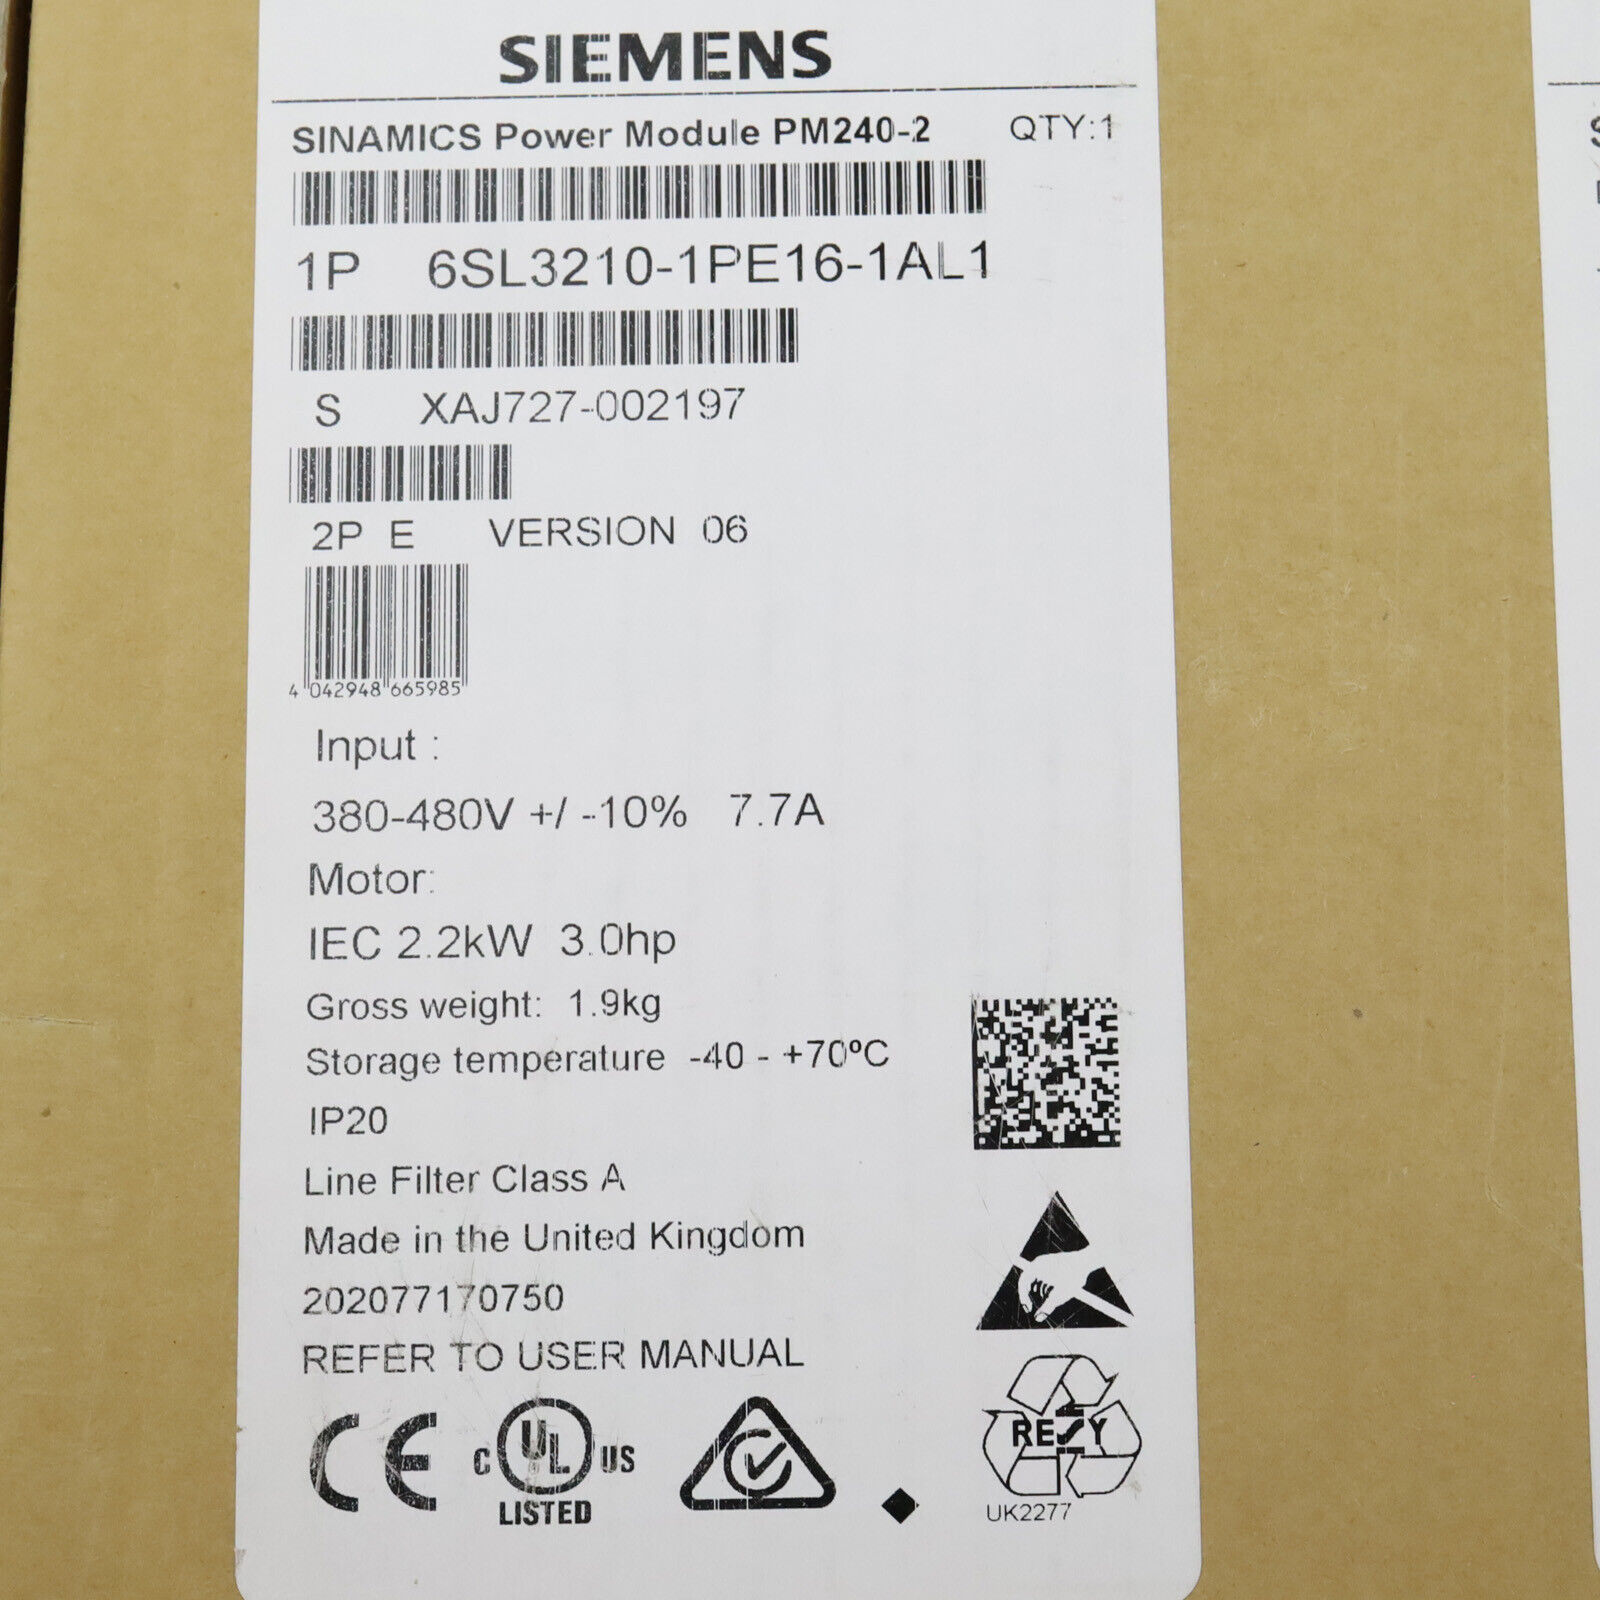 SIEMENS
SINAMICS Power Module PM240-2 QTY:1
1P 6SL3210-1PE16-1AL1
S XAJ727-002197
2P E VERSION 06
4 042948 665985
Input :
380-480V +/ -10% 7.7A
Motor:
IEC 2.2kW 3.0hp
Gross weight: 1.9kg
Storage temperature -40 - +70ºC
IP20
Line Filter Class A
Made in the United Kingdom
202077170750
REFER TO USER MANUAL
CE
C UL US
LISTED
RESY
UK2277